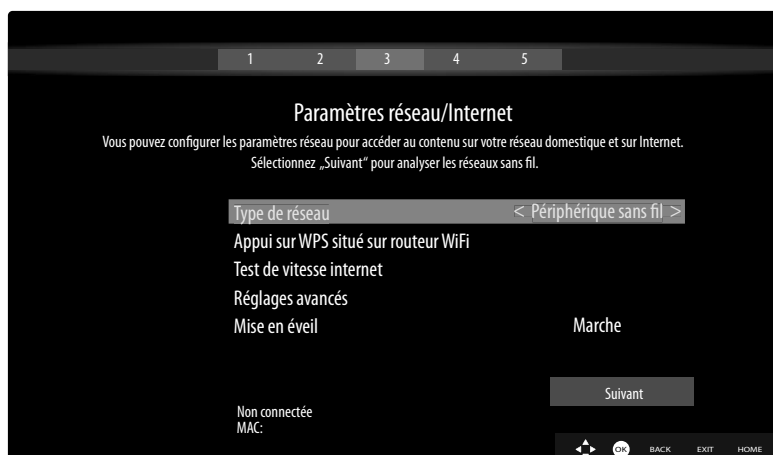 1 2 3 4 5
Paramètres réseau/Internet
Vous pouvez configurer les paramètres réseau pour accéder au contenu sur votre réseau domestique et sur Internet.
Sélectionnez „Suivant“ pour analyser les réseaux sans fil.
Type de réseau < Périphérique sans fil >
Appui sur WPS situé sur routeur WiFi
Test de vitesse internet
Réglages avancés
Mise en éveil Marche
Suivant
Non connectée
MAC:
OK BACK EXIT HOME